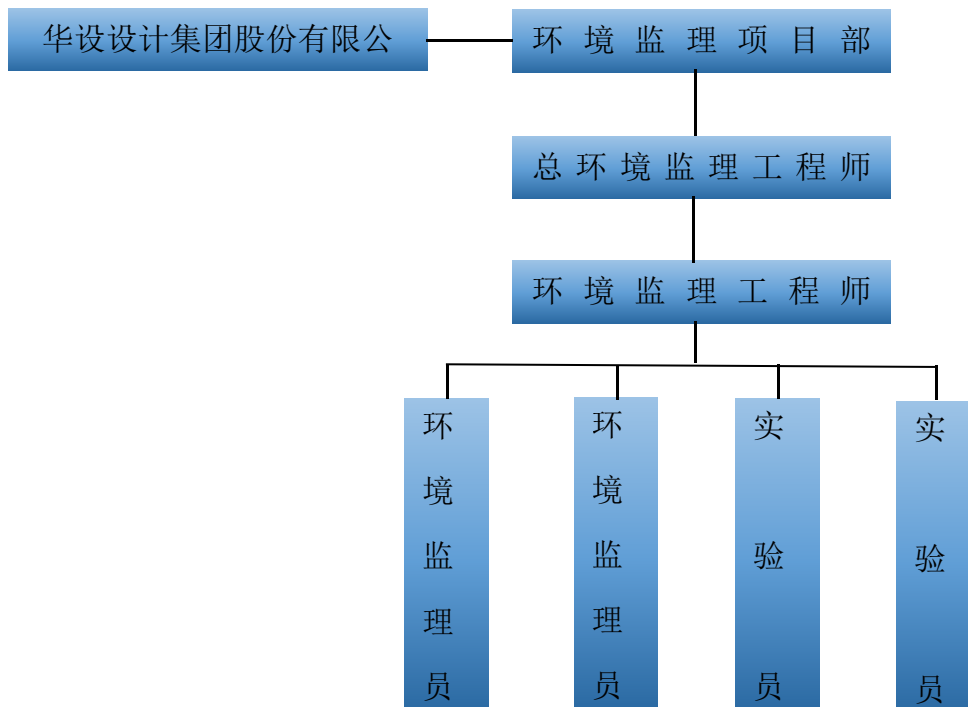 华设设计集团股份有限公
环境监理项目部
总环境监理工程师
环境监理工程师
环境监理员
环境监理员
实验员
实验员